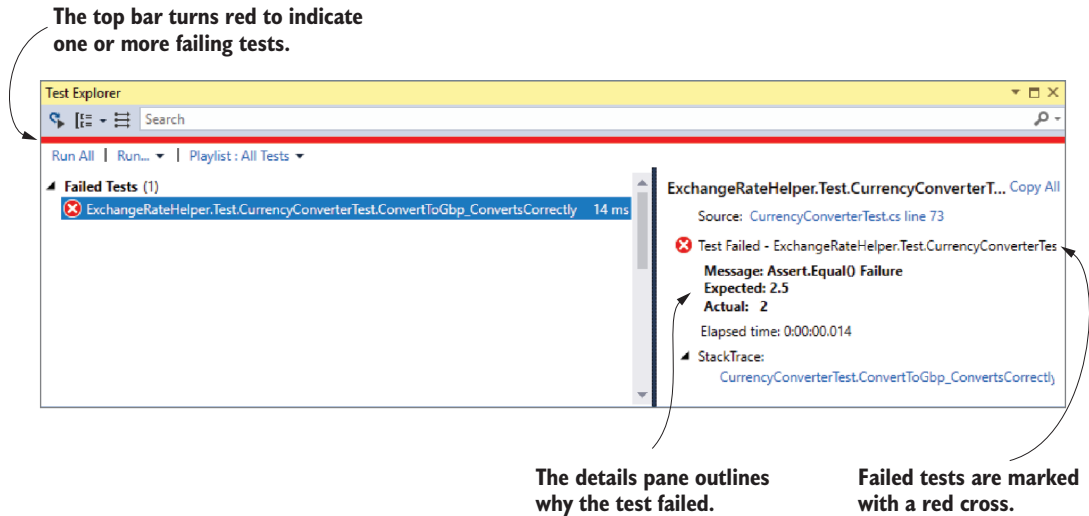 The top bar turns red to indicate
one or more failing tests.
Test Explorer
Search
Run All | Run... | Playlist : All Tests
Failed Tests (1)
ExchangeRateHelper.Test.CurrencyConverterTest.ConvertToGbp_ConvertsCorrectly 14 ms
ExchangeRateHelper.Test.CurrencyConverterT... Copy All
Source: CurrencyConverterTest.cs line 73
Test Failed - ExchangeRateHelper.Test.CurrencyConverterTes
Message: Assert.Equal() Failure
Expected: 2.5
Actual: 2
Elapsed time: 0:00:00.014
StackTrace:
CurrencyConverterTest.ConvertToGbp_ConvertsCorrectly
The details pane outlines
why the test failed.
Failed tests are marked
with a red cross.